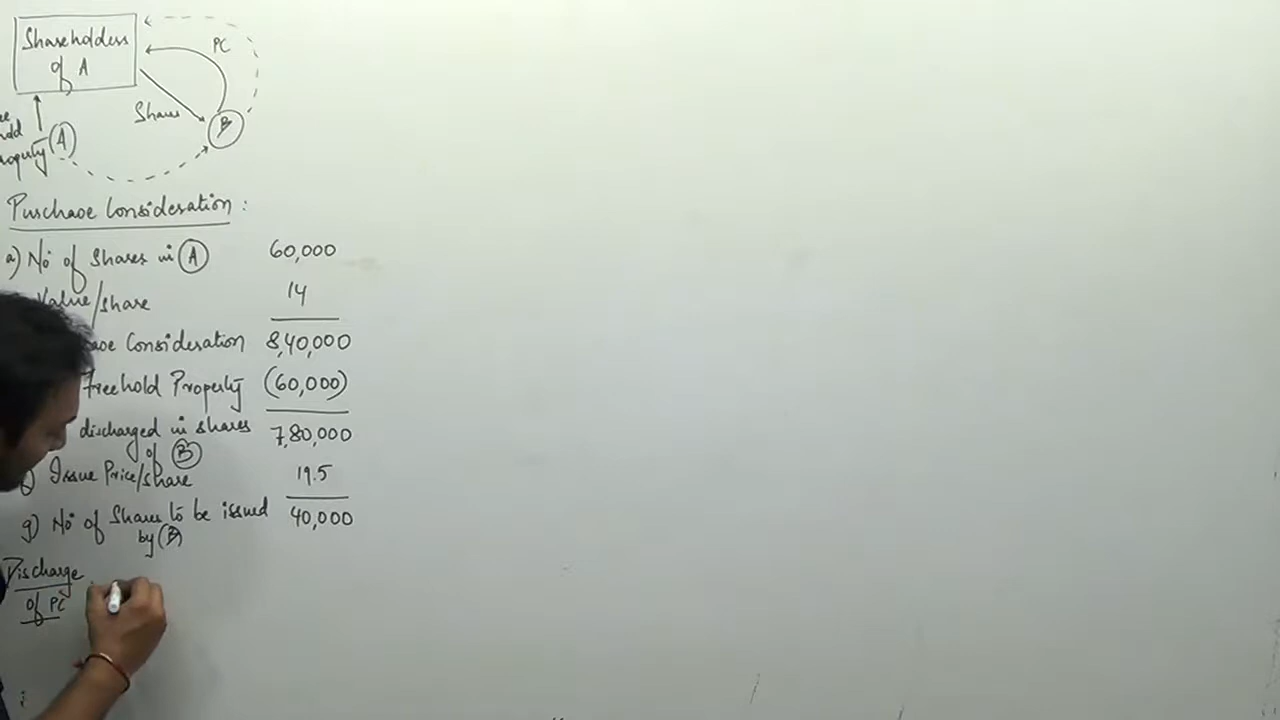 Shareholders
of A
PC
Shares
A
B
Purchase Consideration :
a) No of Shares in A 60,000
Value/share 14
Consideration 8,40,000
Freehold Property (60,000)
discharged in shares 7,80,000
of B
Issue Price/share 19.5
g) No of Shares to be issued 40,000
by B
Discharge
of PC